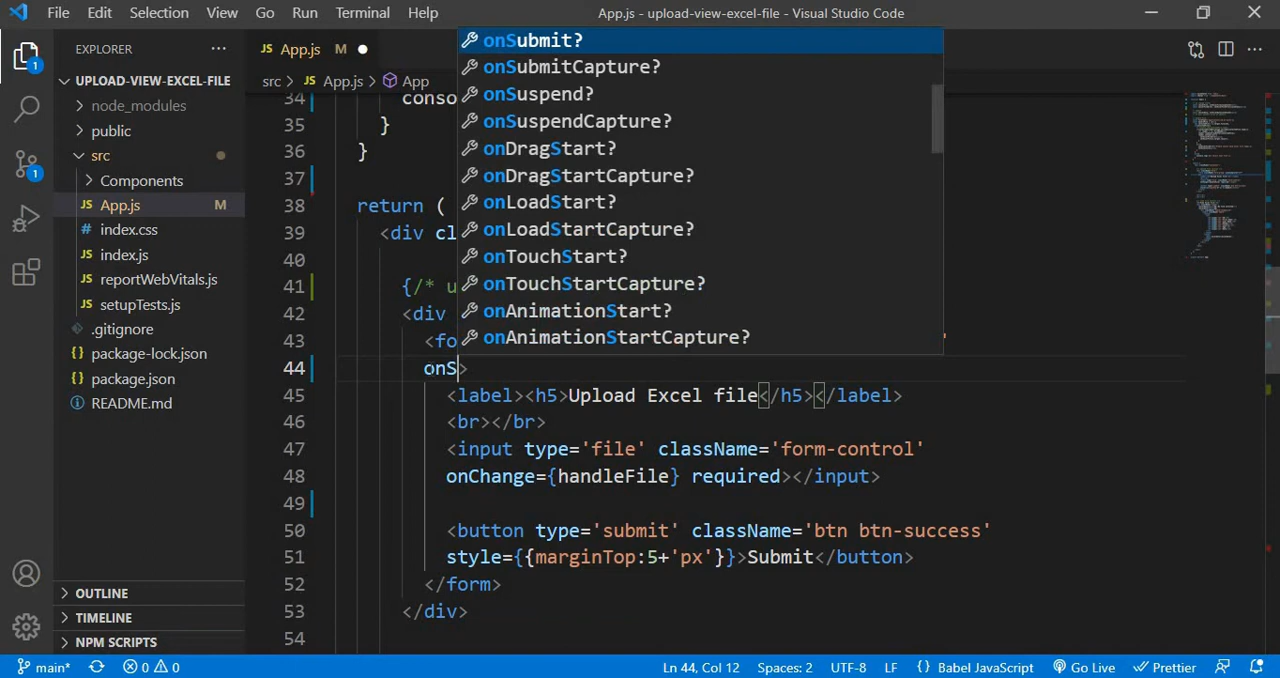 File Edit Selection View Go Run Terminal Help App.js - upload-view-excel-file - Visual Studio Code
EXPLORER
UPLOAD-VIEW-EXCEL-FILE
node_modules
public
src
Components
JS App.js M
# index.css
JS index.js
JS reportWebVitals.js
JS setupTests.js
.gitignore
{} package-lock.json
{} package.json
README.md
OUTLINE
TIMELINE
NPM SCRIPTS
1
1
JS App.js M
src > JS App.js > App
onSubmit?
onSubmitCapture?
onSuspend?
onSuspendCapture?
onDragStart?
onDragStartCapture?
onLoadStart?
onLoadStartCapture?
onTouchStart?
onTouchStartCapture?
onAnimationStart?
onAnimationStartCapture?
34 conso
35 }
36 }
37
38 return (
39 <div cl
40
41 {/* u
42 <div
43 <fo '
44 onS>
45 <label><h5>Upload Excel file</h5></label>
46 <br></br>
47 <input type='file' className='form-control'
48 onChange={handleFile} required></input>
49
50 <button type='submit' className='btn btn-success'
51 style={{marginTop:5+'px'}}>Submit</button>
52 </form>
53 </div>
54
main* 0 0 Ln 44, Col 12 Spaces: 2 UTF-8 LF {} Babel JavaScript Go Live Prettier